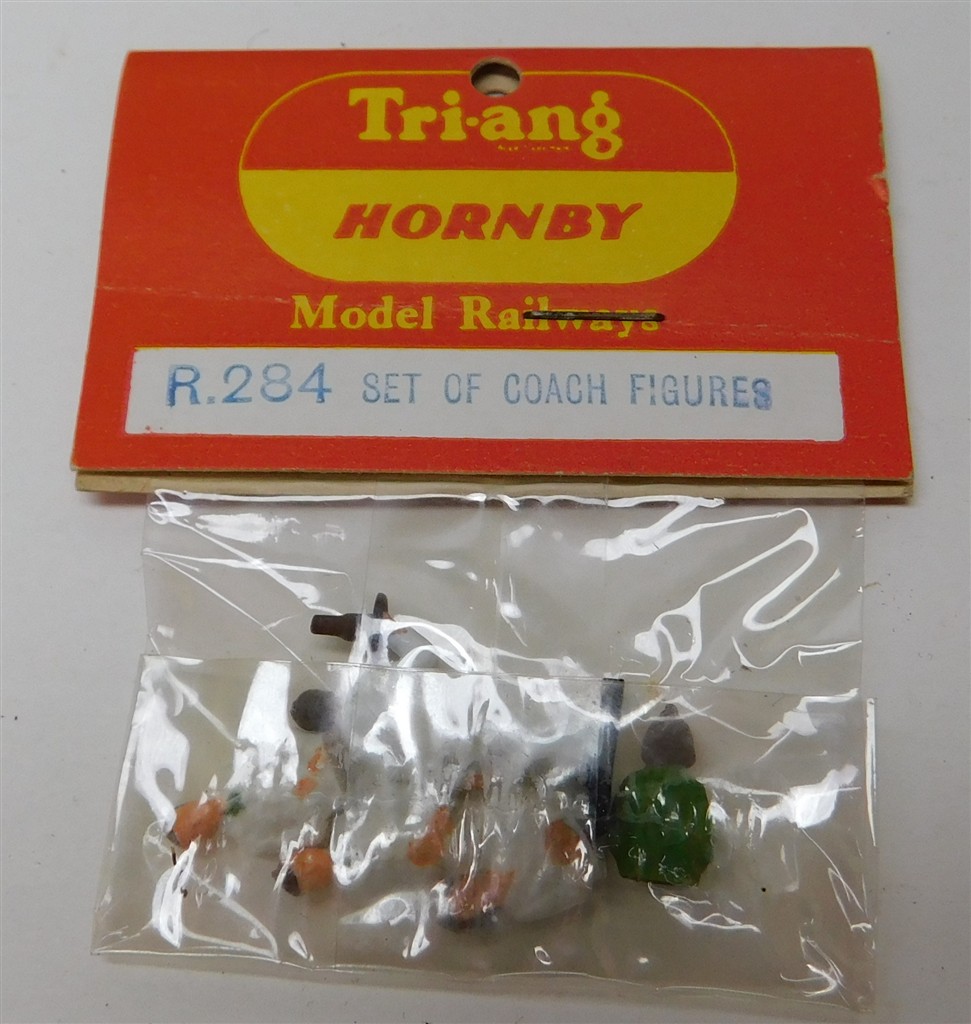 Tri-ang
HORNBY
Model Railways
R.284 SET OF COACH FIGURES